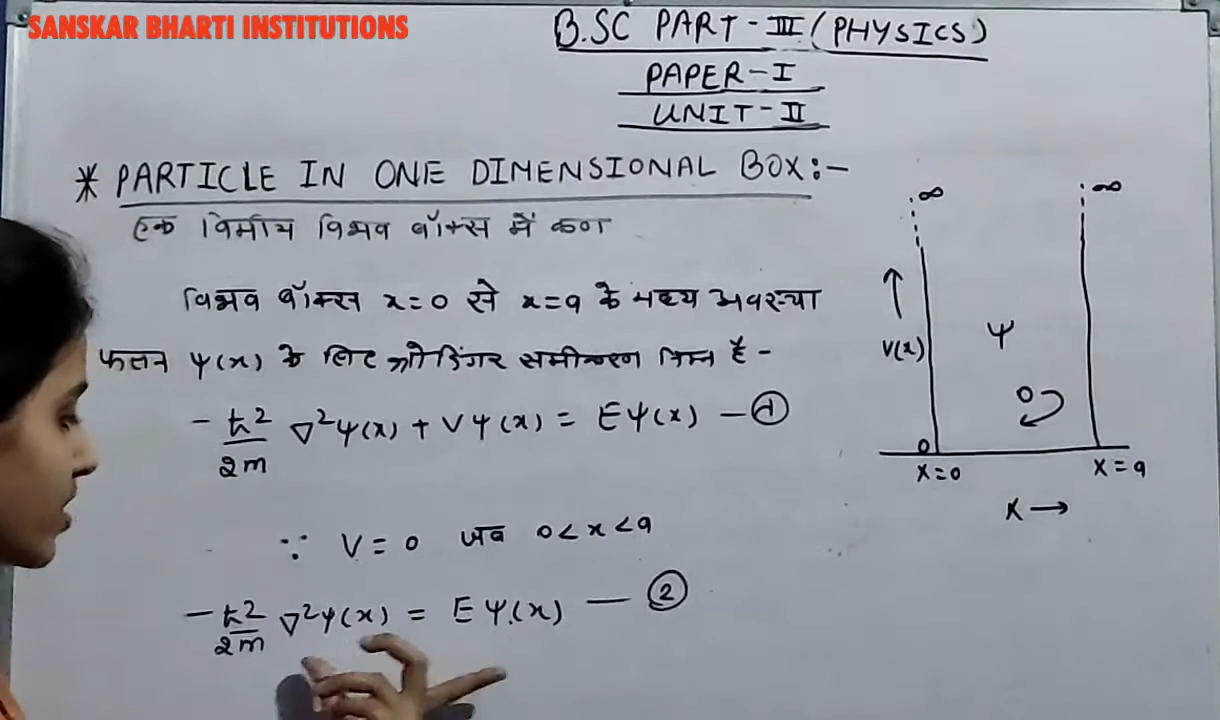 SANSKAR BHARTI INSTITUTIONS
B.SC PART-III (PHYSICS)
PAPER-I
UNIT-II
* PARTICLE IN ONE DIMENSIONAL BOX:-
एक विमीय विभव बॉक्स में कण
विभव बॉक्स x=0 से x=a के मध्य अवस्था
फलन ψ(x) के लिए श्रोडिंगर समीकरण निम्न है -
-ħ²/2m ∇²ψ(x) + Vψ(x) = Eψ(x) — ①
∵ V = 0 जब 0<x<a
-ħ²/2m ∇²ψ(x) = Eψ(x) — ②
∞ ∞
↑
V(x)
ψ
0
x=0 x=a
x →